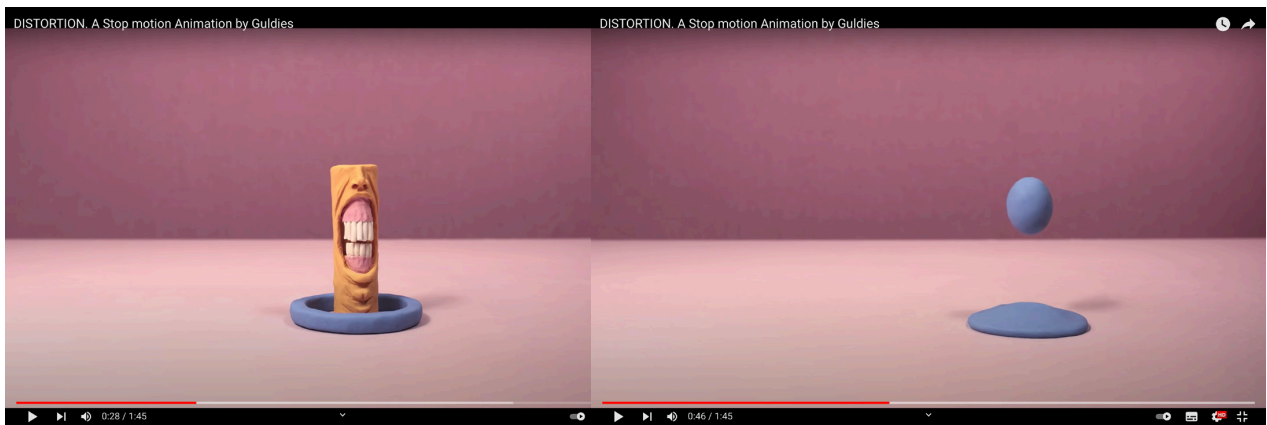 DISTORTION. A Stop motion Animation by Guldies
0:28 / 1:45
DISTORTION. A Stop motion Animation by Guldies
0:46 / 1:45
HD